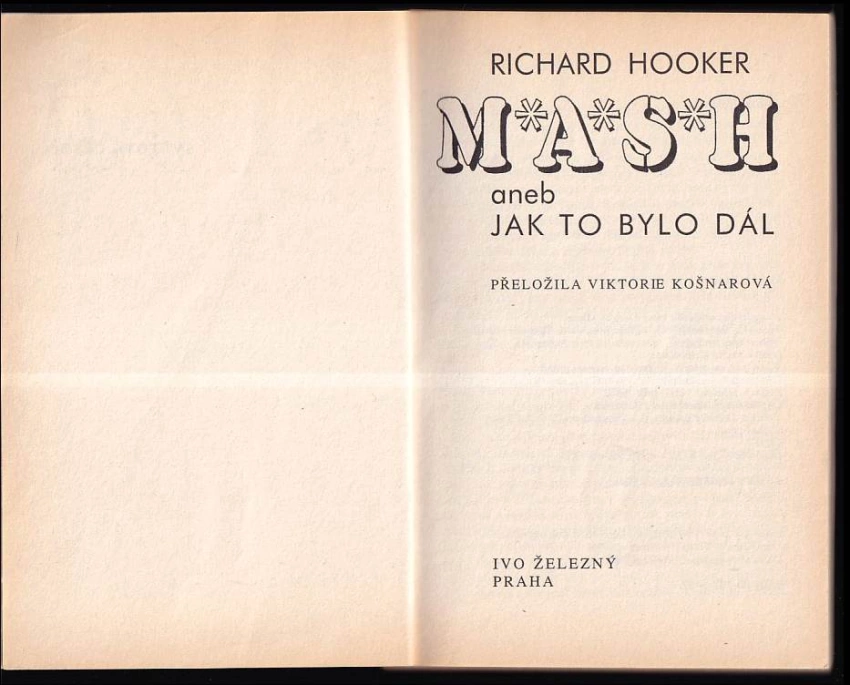 RICHARD HOOKER
M*A*S*H
aneb
JAK TO BYLO DÁL
PŘELOŽILA VIKTORIE KOŠNAROVÁ
IVO ŽELEZNÝ
PRAHA